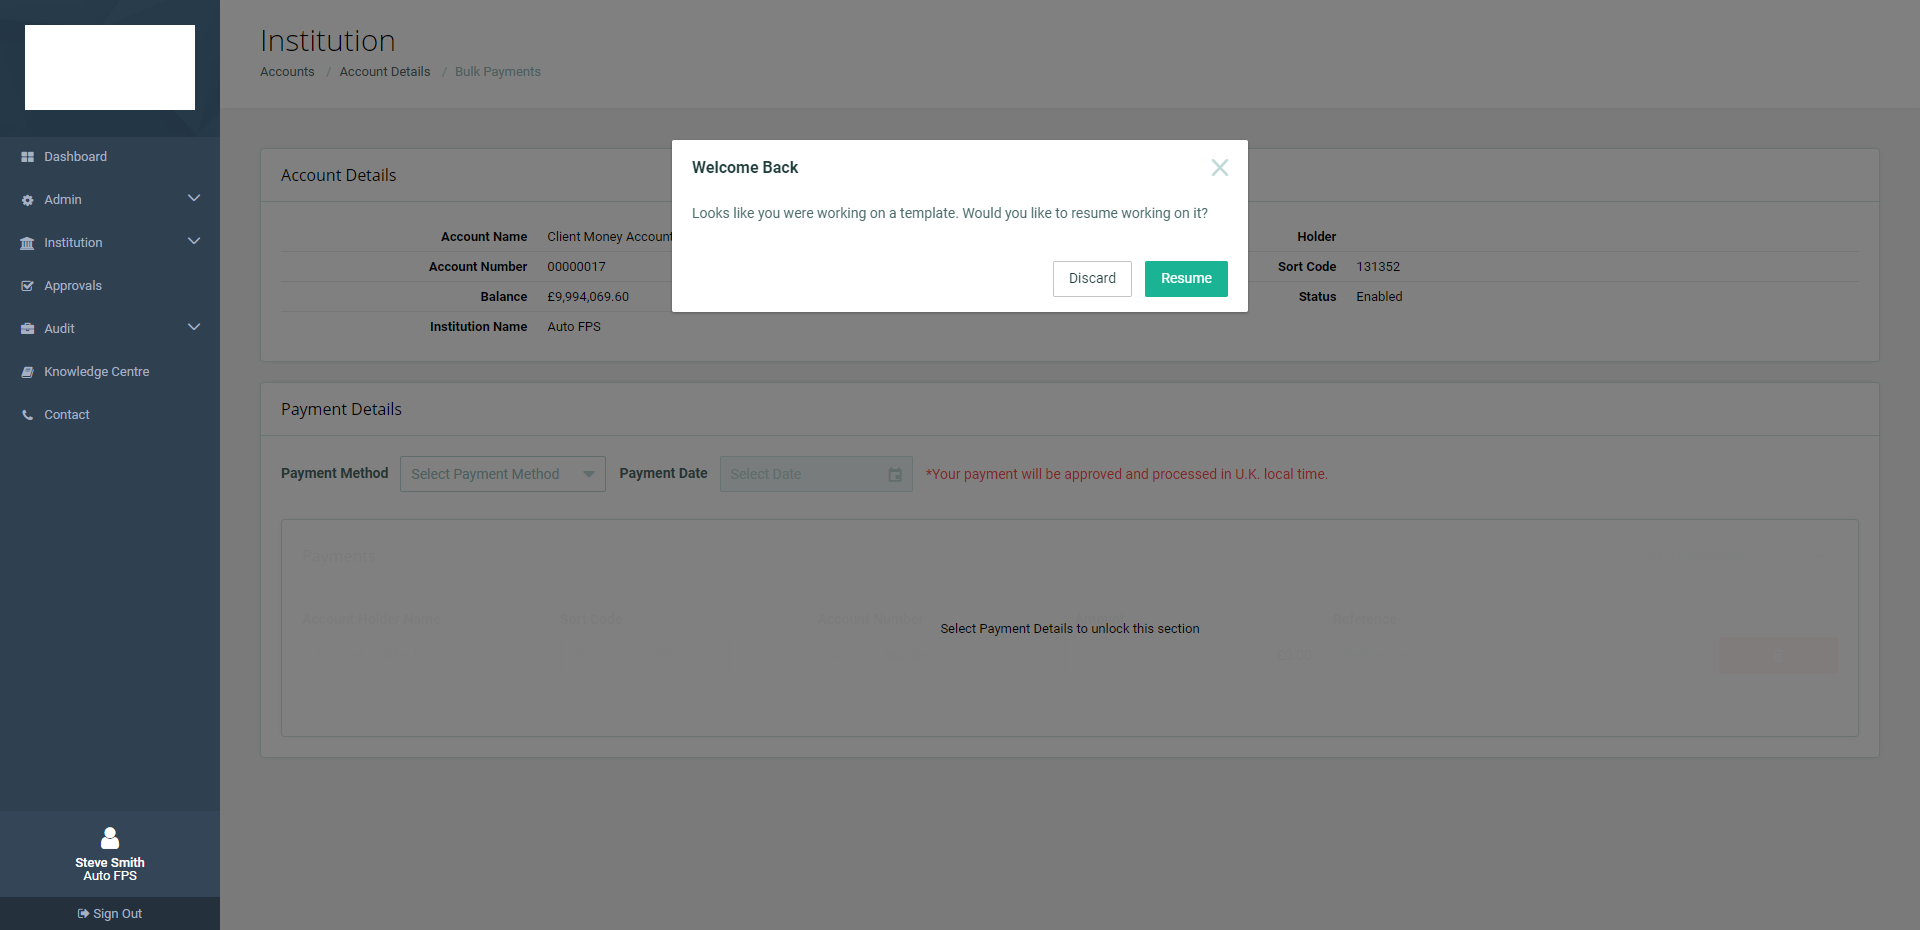 Institution
Accounts / Account Details / Bulk Payments
Dashboard
Admin
Institution
Approvals
Audit
Knowledge Centre
Contact
Steve Smith
Auto FPS
Sign Out
Welcome Back
Looks like you were working on a template. Would you like to resume working on it?
Discard Resume
Account Details
Account Name Client Money Account Holder
Account Number 00000017 Sort Code 131352
Balance £9,994,069.60 Status Enabled
Institution Name Auto FPS
Payment Details
Payment Method Select Payment Method Payment Date Select Date *Your payment will be approved and processed in U.K. local time.
Payments
Account Holder Name Sort Code Account Number Reference
Select Payment Details to unlock this section